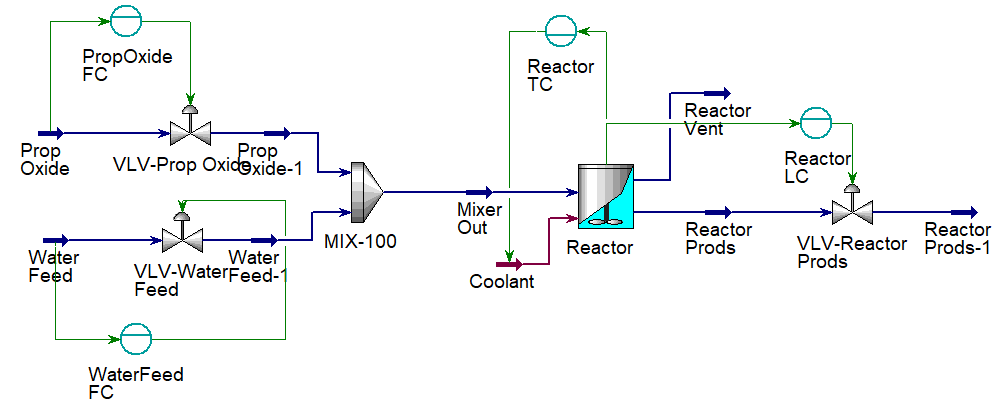 PropOxide
FC
Prop
Oxide
VLV-Prop Oxide
Prop
Oxide-1
Water
Feed
VLV-Water
Feed
Water
Feed-1
WaterFeed
FC
MIX-100
Mixer
Out
Reactor
TC
Coolant
Reactor
Reactor
Vent
Reactor
Prods
Reactor
LC
VLV-Reactor
Prods
Reactor
Prods-1